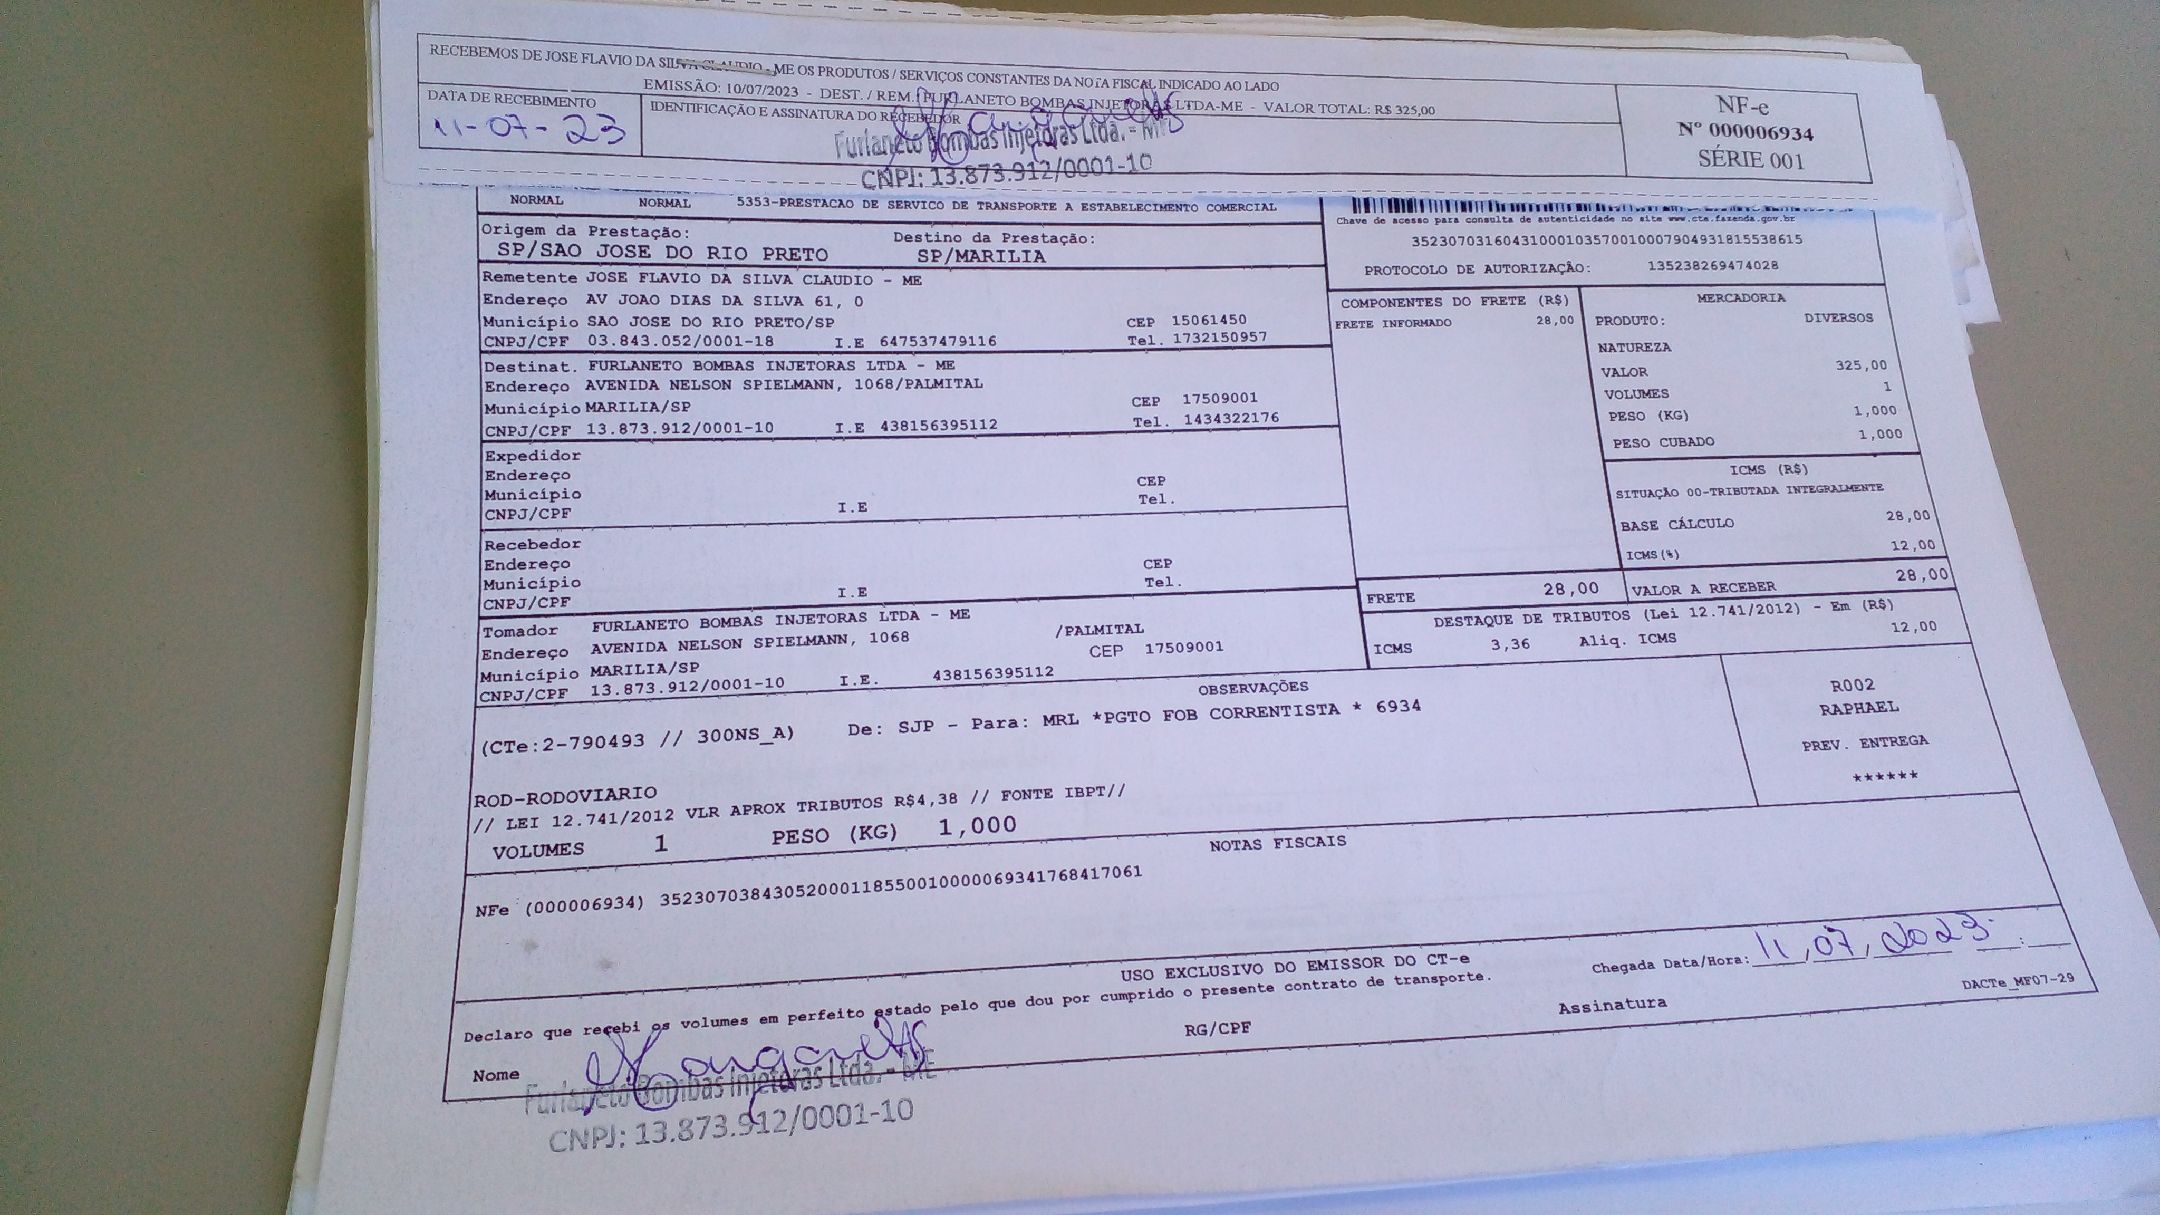 RECEBEMOS DE JOSE FLAVIO DA SILVA CLAUDIO - ME OS PRODUTOS / SERVIÇOS CONSTANTES DA NOTA FISCAL INDICADO AO LADO
EMISSÃO: 10/07/2023 - DEST. / REM.: FURLANETO BOMBAS INJETORAS LTDA-ME - VALOR TOTAL: R$ 325,00
DATA DE RECEBIMENTO
11-07-23
IDENTIFICAÇÃO E ASSINATURA DO RECEBEDOR
Furlaneto Bombas Injetoras Ltda. - ME
CNPJ: 13.873.912/0001-10
NF-e
Nº 000006934
SÉRIE 001
NORMAL NORMAL 5353-PRESTACAO DE SERVICO DE TRANSPORTE A ESTABELECIMENTO COMERCIAL
Chave de acesso para consulta de autenticidade no site www.cte.fazenda.gov.br
35230703160431000103570010007904931815538615
PROTOCOLO DE AUTORIZAÇÃO: 135238269474028
Origem da Prestação: Destino da Prestação:
SP/SAO JOSE DO RIO PRETO SP/MARILIA
Remetente JOSE FLAVIO DA SILVA CLAUDIO - ME
Endereço AV JOAO DIAS DA SILVA 61, 0
Município SAO JOSE DO RIO PRETO/SP CEP 15061450
CNPJ/CPF 03.843.052/0001-18 I.E 647537479116 Tel. 1732150957
Destinat. FURLANETO BOMBAS INJETORAS LTDA - ME
Endereço AVENIDA NELSON SPIELMANN, 1068/PALMITAL
Município MARILIA/SP CEP 17509001
CNPJ/CPF 13.873.912/0001-10 I.E 438156395112 Tel. 1434322176
Expedidor
Endereço
Município CEP
CNPJ/CPF I.E Tel.
Recebedor
Endereço
Município CEP
CNPJ/CPF I.E Tel.
Tomador FURLANETO BOMBAS INJETORAS LTDA - ME
Endereço AVENIDA NELSON SPIELMANN, 1068 /PALMITAL
Município MARILIA/SP CEP 17509001
CNPJ/CPF 13.873.912/0001-10 I.E. 438156395112
COMPONENTES DO FRETE (R$)
FRETE INFORMADO 28,00
MERCADORIA
PRODUTO: DIVERSOS
NATUREZA
VALOR 325,00
VOLUMES 1
PESO (KG) 1,000
PESO CUBADO 1,000
ICMS (R$)
SITUAÇÃO 00-TRIBUTADA INTEGRALMENTE
BASE CÁLCULO 28,00
ICMS(%) 12,00
FRETE 28,00 VALOR A RECEBER 28,00
DESTAQUE DE TRIBUTOS (Lei 12.741/2012) - Em (R$)
ICMS 3,36 Aliq. ICMS 12,00
OBSERVAÇÕES
(CTe:2-790493 // 300NS_A) De: SJP - Para: MRL *PGTO FOB CORRENTISTA * 6934
R002
RAPHAEL
PREV. ENTREGA
******
ROD-RODOVIARIO
// LEI 12.741/2012 VLR APROX TRIBUTOS R$4,38 // FONTE IBPT//
VOLUMES 1 PESO (KG) 1,000
NOTAS FISCAIS
NFe (000006934) 35230703843052000118550010000069341768417061
USO EXCLUSIVO DO EMISSOR DO CT-e
Chegada Data/Hora: 11,07,2023 __:__
Declaro que recebi os volumes em perfeito estado pelo que dou por cumprido o presente contrato de transporte.
DACTe_MF07-29
Nome RG/CPF Assinatura
Furlaneto Bombas Injetoras Ltda. - ME
CNPJ: 13.873.912/0001-10